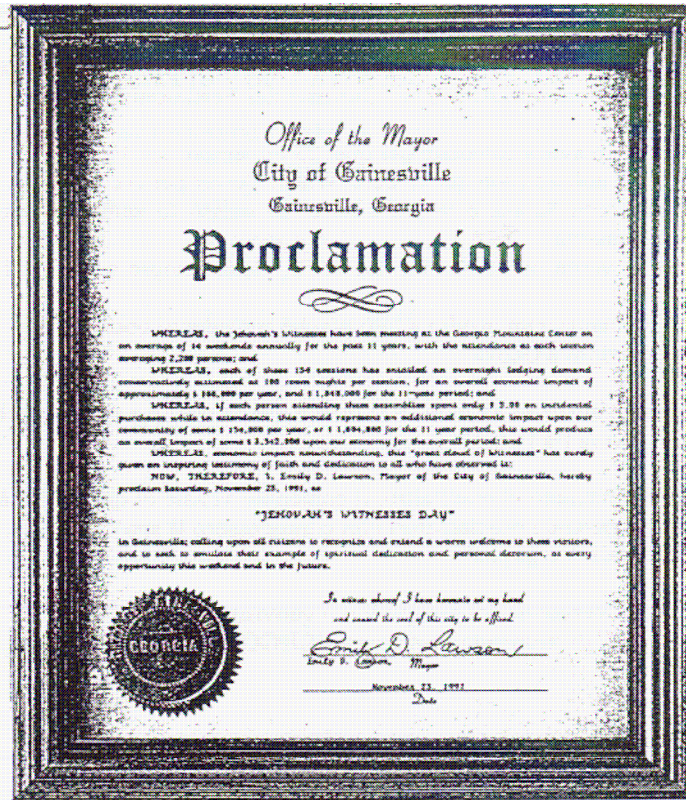 Office of the Mayor
City of Gainesville
Gainesville, Georgia
Proclamation
WHEREAS, the Jehovah's Witnesses have been meeting at the Georgia Mountains Center on
an average of 14 weekends annually for the past 11 years, with the attendance at each session
averaging 2,200 persons; and
WHEREAS, each of these 154 sessions has entailed an overnight lodging demand
conservatively estimated at 100 room nights per session, for an overall economic impact of
approximately $ per year, and $ for the 11-year period; and
WHEREAS, if each person attending these assemblies spent only $ 5.00 on incidental
purchases while in attendance, this would represent an additional economic impact upon our
community of some $ 154,000 per year, or $ 1,694,000 for the 11 year period, this would produce
an overall impact of some $ upon our economy for the overall period; and
WHEREAS, economic impact notwithstanding, this "great cloud of Witnesses" has surely
given an inspiring testimony of faith and dedication to all who have observed it:
NOW, THEREFORE, I, Emily D. Lawson, Mayor of the City of Gainesville, hereby
proclaim Saturday, November 23, 1991, as
"JEHOVAH'S WITNESSES DAY"
in Gainesville; calling upon all citizens to recognize and extend a warm welcome to these visitors,
and to seek to emulate their example of spiritual dedication and personal decorum, at every
opportunity this weekend and in the future.
In witness whereof I have hereunto set my hand
and caused the seal of this city to be affixed
Emily D. Lawson
Emily D. Lawson, Mayor
November 23, 1991
Date
GEORGIA